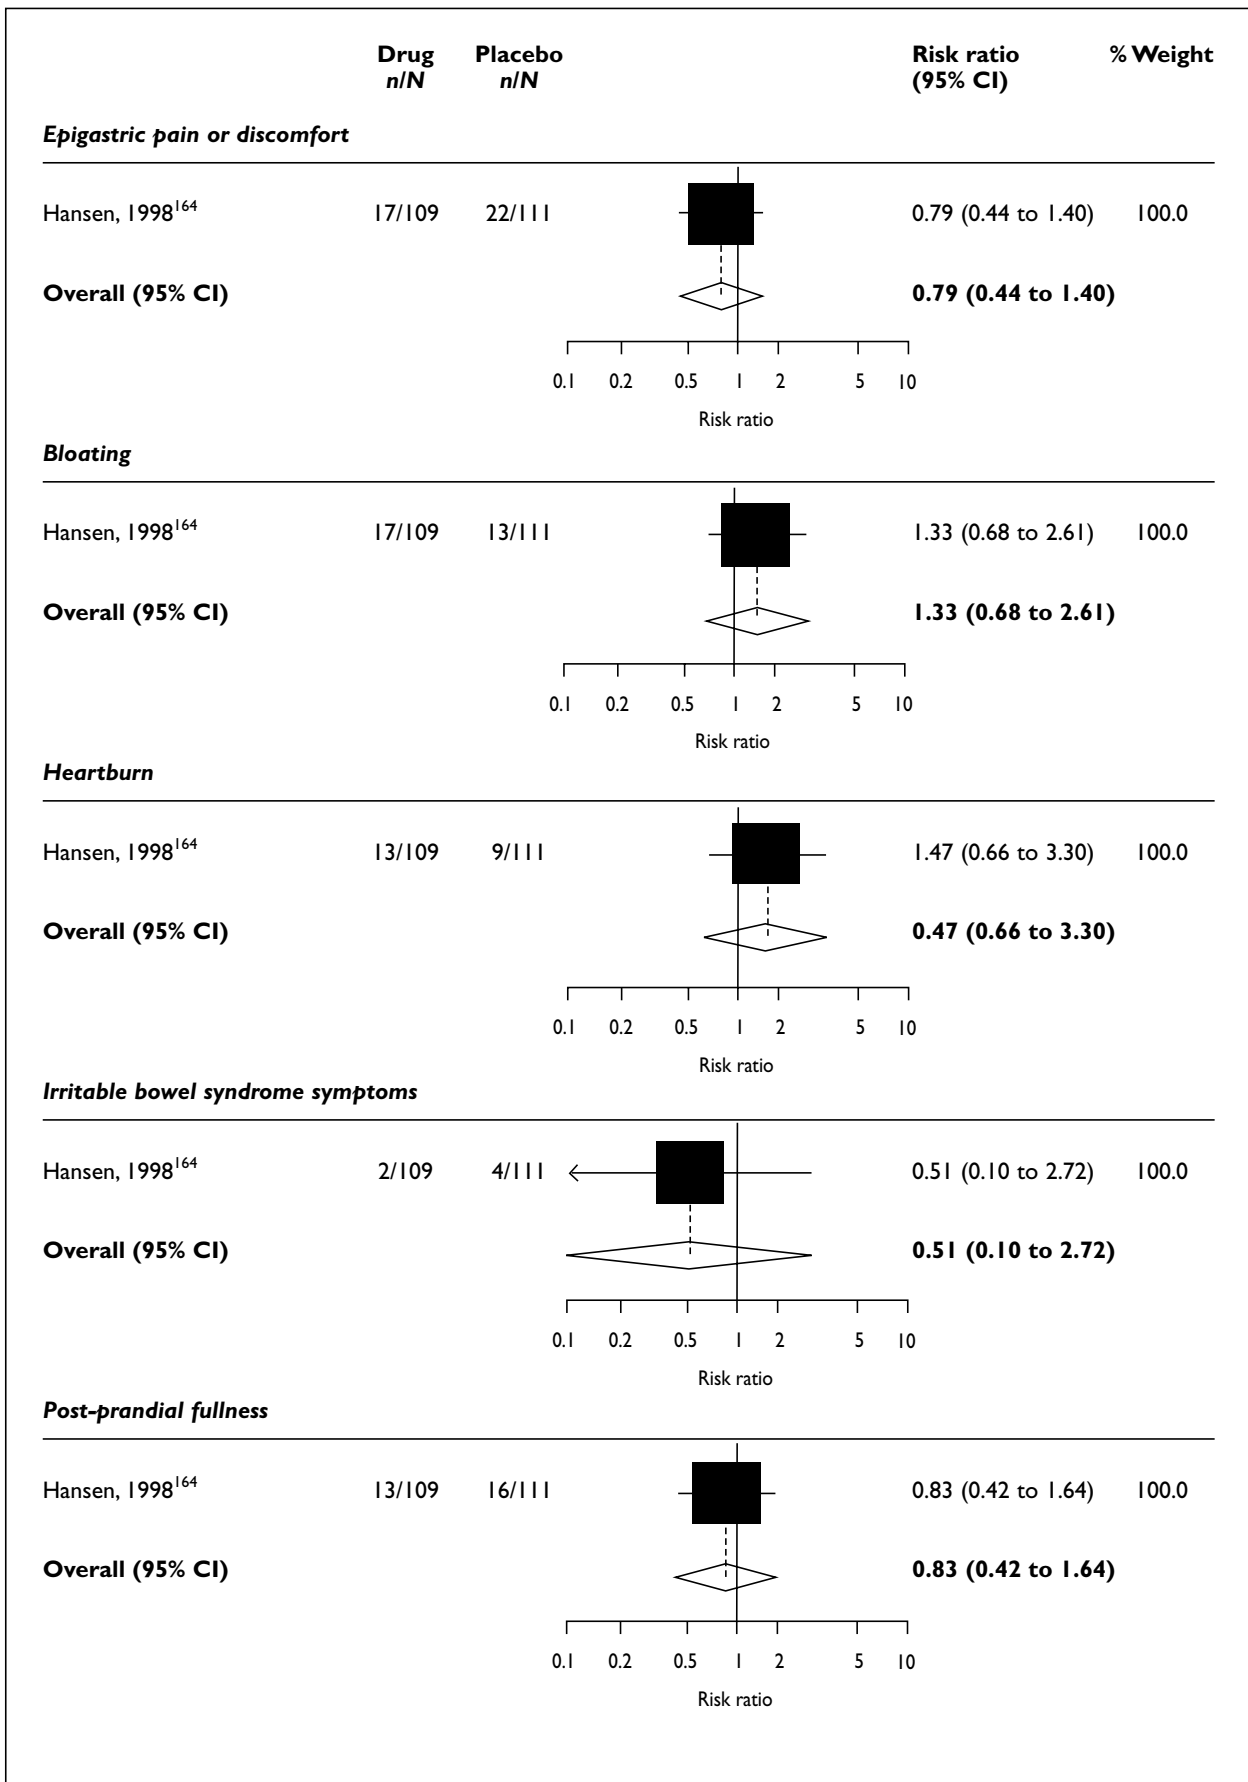 Drug Placebo Risk ratio % Weight
n/N n/N (95% CI)
Epigastric pain or discomfort
Hansen, 1998164 17/109 22/111 0.79 (0.44 to 1.40) 100.0
Overall (95% CI) 0.79 (0.44 to 1.40)
0.1 0.2 0.5 1 2 5 10
Risk ratio
Bloating
Hansen, 1998164 17/109 13/111 1.33 (0.68 to 2.61) 100.0
Overall (95% CI) 1.33 (0.68 to 2.61)
0.1 0.2 0.5 1 2 5 10
Risk ratio
Heartburn
Hansen, 1998164 13/109 9/111 1.47 (0.66 to 3.30) 100.0
Overall (95% CI) 0.47 (0.66 to 3.30)
0.1 0.2 0.5 1 2 5 10
Risk ratio
Irritable bowel syndrome symptoms
Hansen, 1998164 2/109 4/111 0.51 (0.10 to 2.72) 100.0
Overall (95% CI) 0.51 (0.10 to 2.72)
0.1 0.2 0.5 1 2 5 10
Risk ratio
Post-prandial fullness
Hansen, 1998164 13/109 16/111 0.83 (0.42 to 1.64) 100.0
Overall (95% CI) 0.83 (0.42 to 1.64)
0.1 0.2 0.5 1 2 5 10
Risk ratio